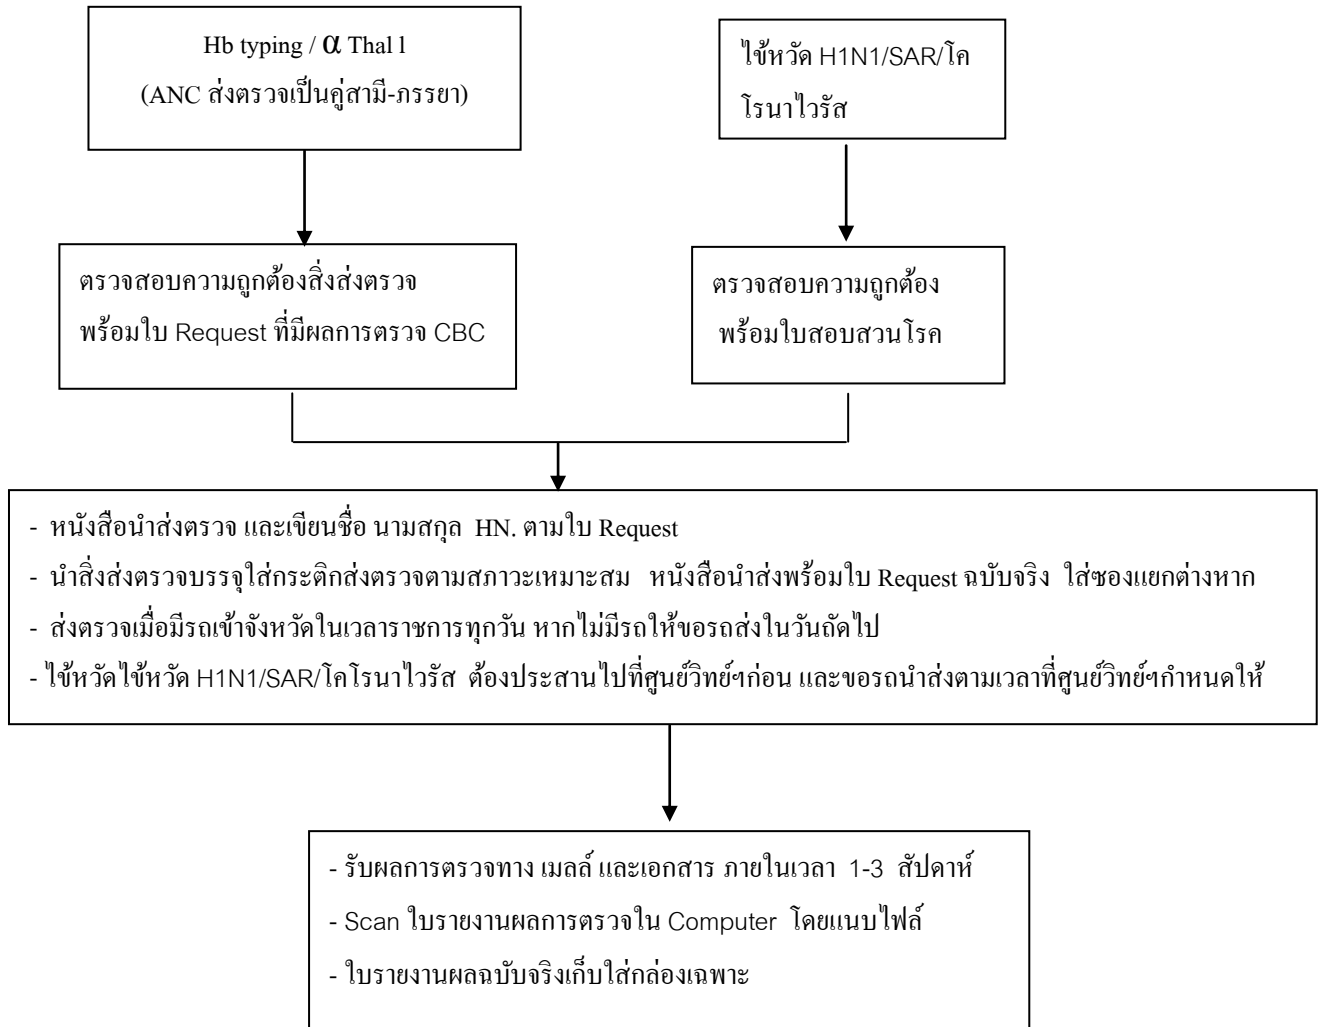 Hb typing / α Thal l
(ANC ส่งตรวจเป็นคู่สามี-ภรรยา)
ไข้หวัด H1N1/SAR/โค
โรนาไวรัส
ตรวจสอบความถูกต้องสิ่งส่งตรวจ
พร้อมใบ Request ที่มีผลการตรวจ CBC
ตรวจสอบความถูกต้อง
พร้อมใบสอบสวนโรค
- หนังสือนำส่งตรวจ และเขียนชื่อ นามสกุล HN. ตามใบ Request
- นำสิ่งส่งตรวจบรรจุใส่กระติกส่งตรวจตามสภาวะเหมาะสม หนังสือนำส่งพร้อมใบ Request ฉบับจริง ใส่ซองแยกต่างหาก
- ส่งตรวจเมื่อมีรถเข้าจังหวัดในเวลาราชการทุกวัน หากไม่มีรถให้ขอรถส่งในวันถัดไป
- ไข้หวัดไข้หวัด H1N1/SAR/โคโรนาไวรัส ต้องประสานไปที่ศูนย์วิทย์ฯก่อน และขอรถนำส่งตามเวลาที่ศูนย์วิทย์ฯกำหนดให้
- รับผลการตรวจทาง เมลล์ และเอกสาร ภายในเวลา 1-3 สัปดาห์
- Scan ใบรายงานผลการตรวจใน Computer โดยแนบไฟล์
- ใบรายงานผลฉบับจริงเก็บใส่กล่องเฉพาะ